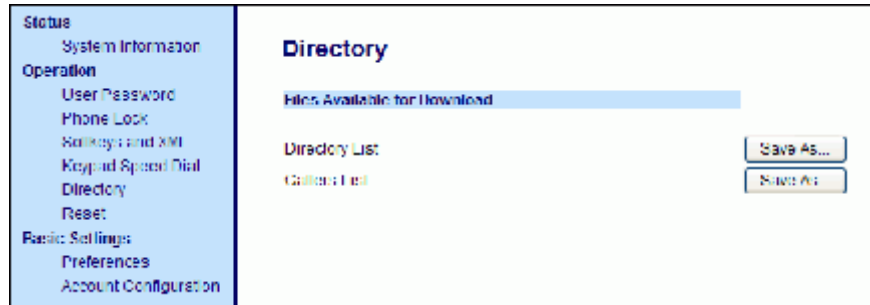 Status
System Information
Operation
User Password
Phone Lock
Softkeys and XML
Keypad Speed Dial
Directory
Reset
Basic Settings
Preferences
Account Configuration
Directory
Files Available for Download
Directory List
Save As...
Callers List
Save As...